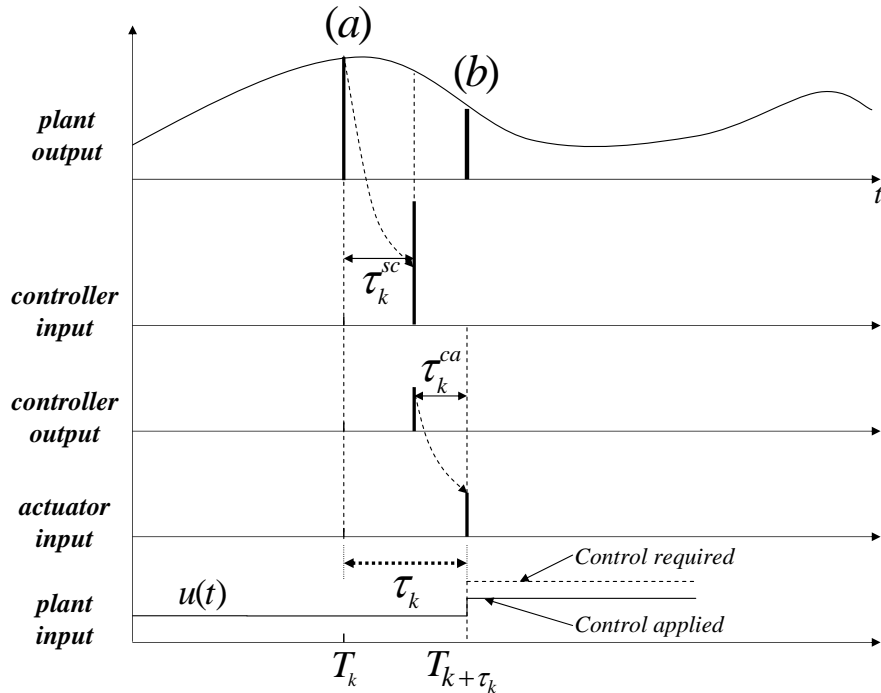 (a)
(b)
plant
output
t
τ_k^{sc}
controller
input
τ_k^{ca}
controller
output
actuator
input
Control required
τ_k
u(t)
plant
input
Control applied
T_k
T_{k+τ_k}